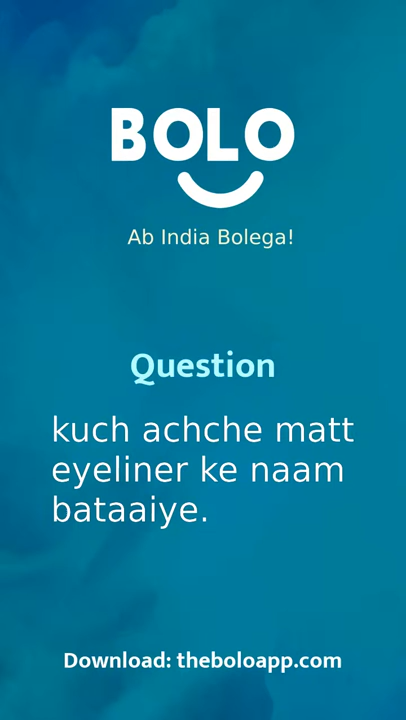 BOLO
Ab India Bolega!
Question
kuch achche matt
eyeliner ke naam
bataaiye.
Download: theboloapp.com